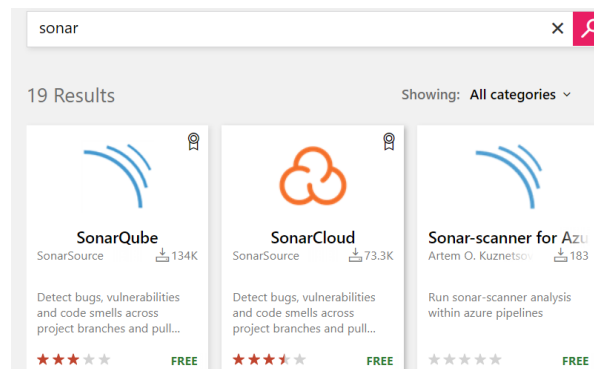 sonar
19 Results
Showing: All categories
SonarQube
SonarSource 134K
Detect bugs, vulnerabilities
and code smells across
project branches and pull...
FREE
SonarCloud
SonarSource 73.3K
Detect bugs, vulnerabilities
and code smells across
project branches and pull...
FREE
Sonar-scanner for Azu
Artem O. Kuznetsov 183
Run sonar-scanner analysis
within azure pipelines
FREE